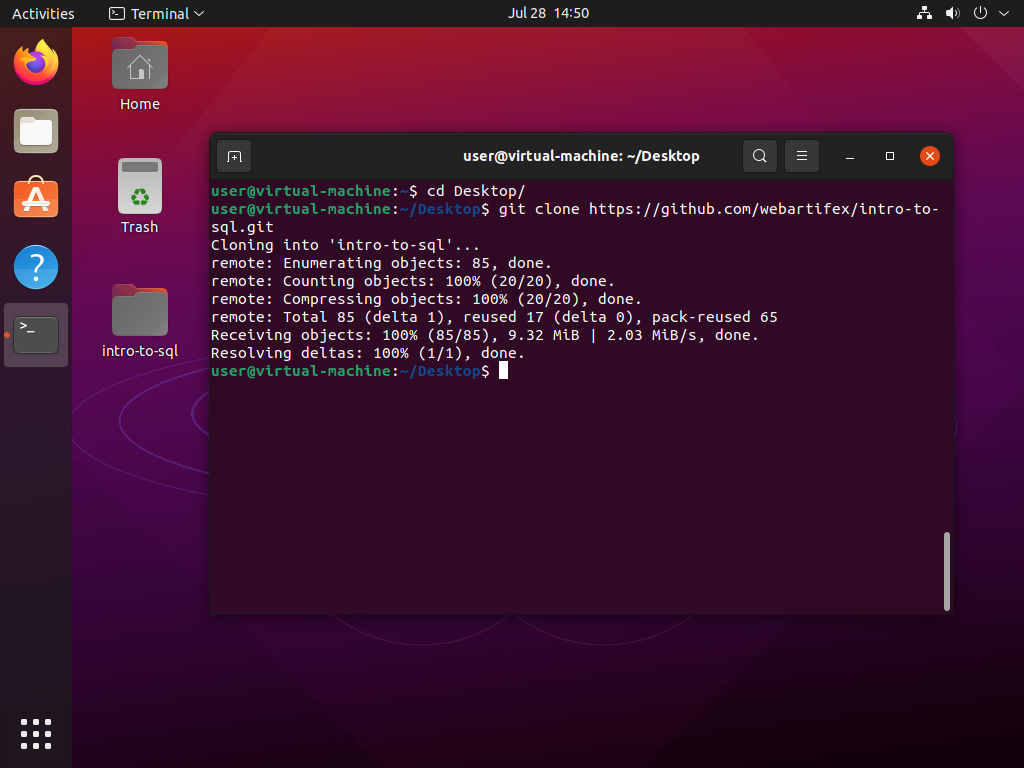 Activities
Terminal
Jul 28 14:50
Home
Trash
intro-to-sql
user@virtual-machine: ~/Desktop
user@virtual-machine:~$ cd Desktop/
user@virtual-machine:~/Desktop$ git clone https://github.com/webartifex/intro-to-
sql.git
Cloning into 'intro-to-sql'...
remote: Enumerating objects: 85, done.
remote: Counting objects: 100% (20/20), done.
remote: Compressing objects: 100% (20/20), done.
remote: Total 85 (delta 1), reused 17 (delta 0), pack-reused 65
Receiving objects: 100% (85/85), 9.32 MiB | 2.03 MiB/s, done.
Resolving deltas: 100% (1/1), done.
user@virtual-machine:~/Desktop$